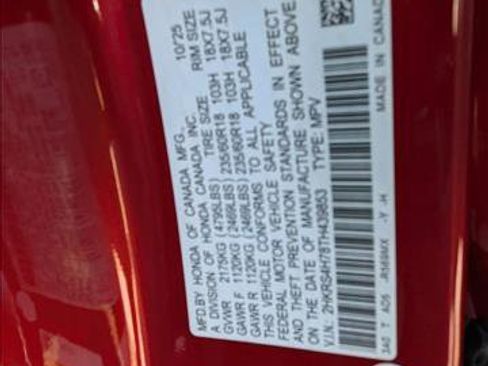 MFD.BY HONDA OF CANADA MFG. 10/25
A DIVISION OF HONDA CANADA INC.
TIRE SIZE RIM SIZE
GVWR 2175KG (4795LBS) 235/60R18 103H 18X7.5J
GAWR F 1120KG (2469LBS) 235/60R18 103H 18X7.5J
GAWR R 1120KG (2469LBS)
THIS VEHICLE CONFORMS TO ALL APPLICABLE
FEDERAL MOTOR VEHICLE SAFETY
AND THEFT PREVENTION STANDARDS IN EFFECT
ON THE DATE OF MANUFACTURE SHOWN ABOVE
V.I.N.: 2HKRS4H78TH439853 TYPE: MPV
3A0 T AD5 -Y -H MADE IN CANADA